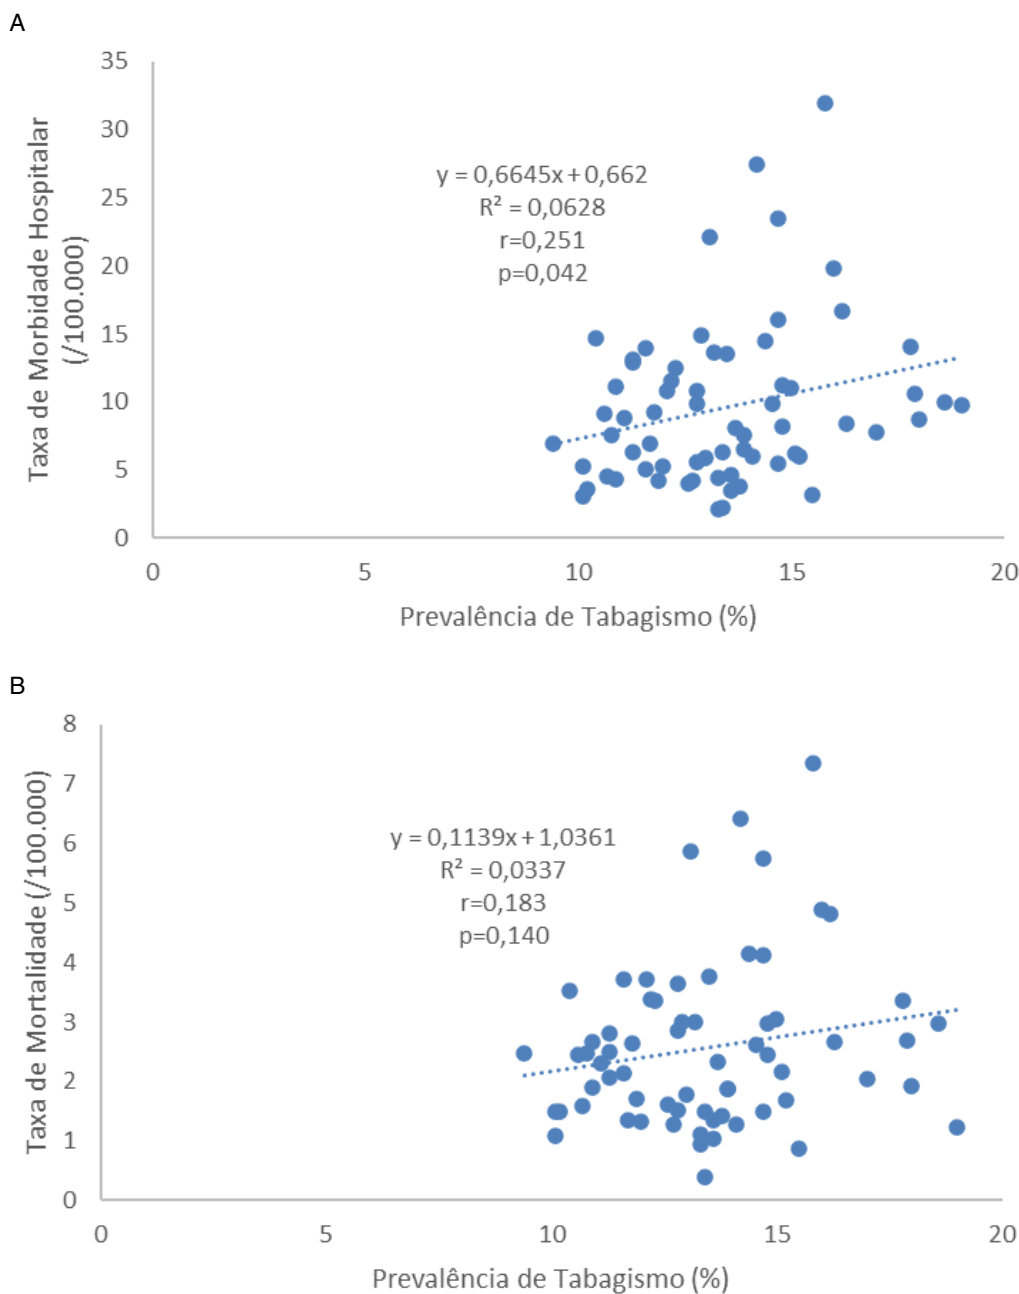 A
35
30
25
20
15
10
5
0
Taxa de Morbidade Hospitalar
(/100.000)
y = 0,6645x + 0,662
R² = 0,0628
r=0,251
p=0,042
0 5 10 15 20
Prevalência de Tabagismo (%)
B
8
7
6
5
4
3
2
1
0
Taxa de Mortalidade (/100.000)
y = 0,1139x + 1,0361
R² = 0,0337
r=0,183
p=0,140
0 5 10 15 20
Prevalência de Tabagismo (%)